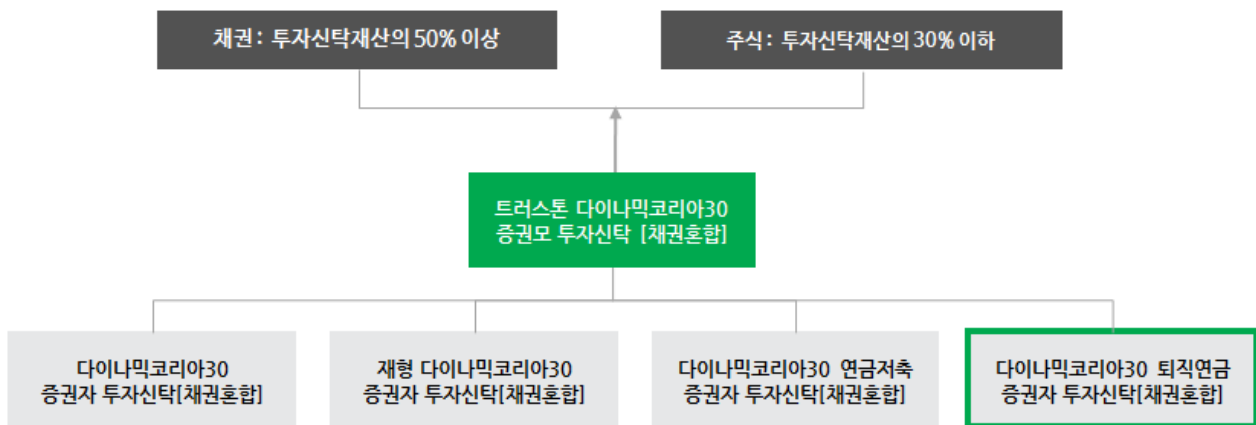 채권: 투자신탁재산의 50% 이상
주식: 투자신탁재산의 30% 이하
트러스톤 다이나믹코리아30
증권모 투자신탁 [채권혼합]
다이나믹코리아30
증권자 투자신탁[채권혼합]
재형 다이나믹코리아30
증권자 투자신탁[채권혼합]
다이나믹코리아30 연금저축
증권자 투자신탁[채권혼합]
다이나믹코리아30 퇴직연금
증권자 투자신탁[채권혼합]